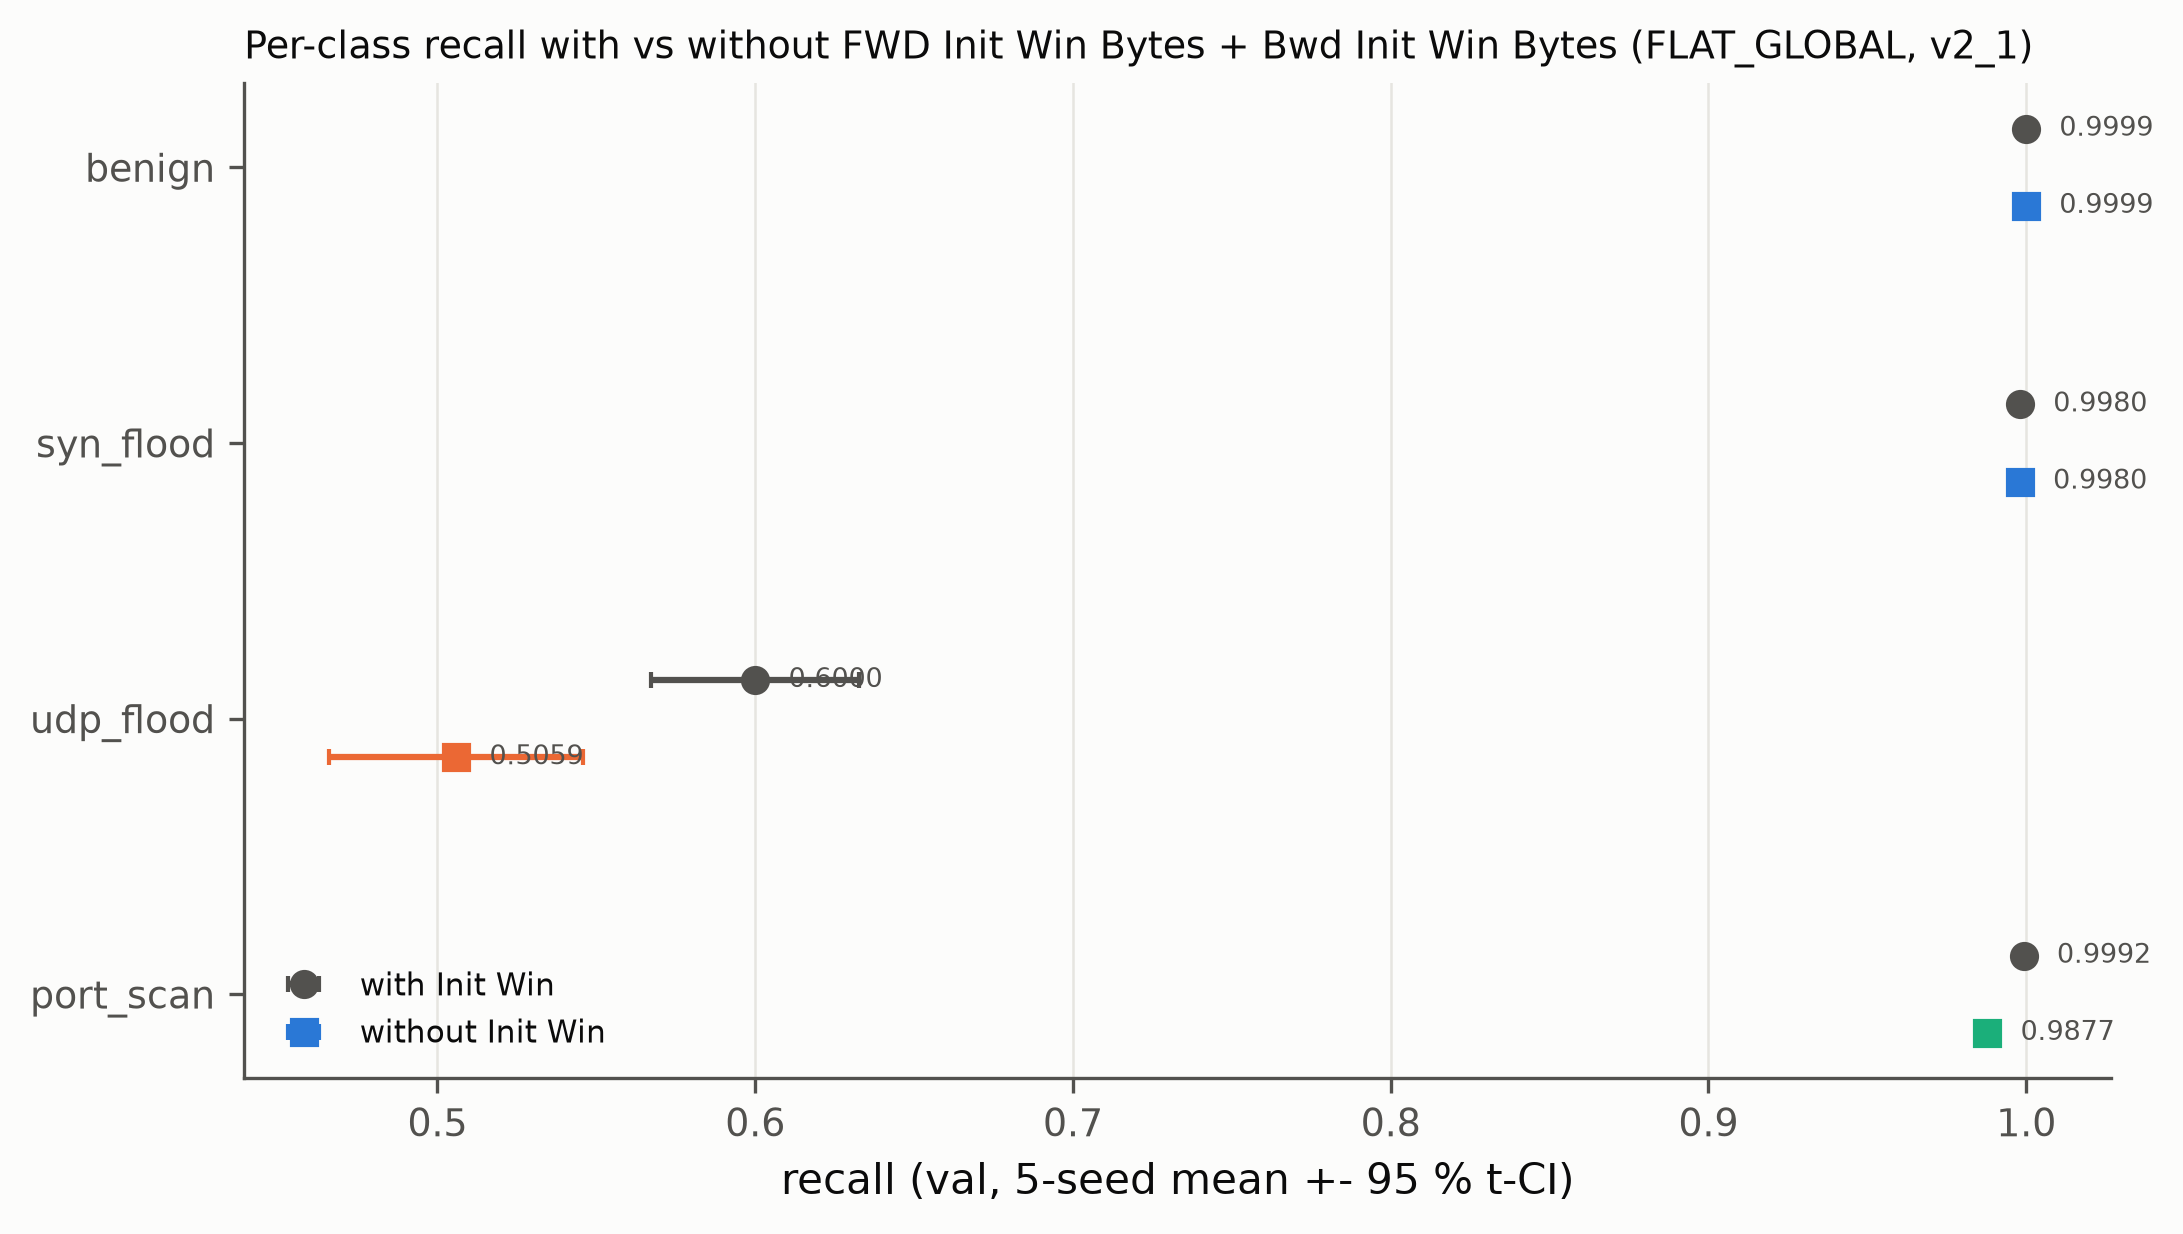 Per-class recall with vs without FWD Init Win Bytes + Bwd Init Win Bytes (FLAT_GLOBAL, v2_1)
benign
0.9999
0.9999
syn_flood
0.9980
0.9980
udp_flood
0.6000
0.5059
port_scan
0.9992
0.9877
with Init Win
without Init Win
0.5 0.6 0.7 0.8 0.9 1.0
recall (val, 5-seed mean +- 95 % t-CI)